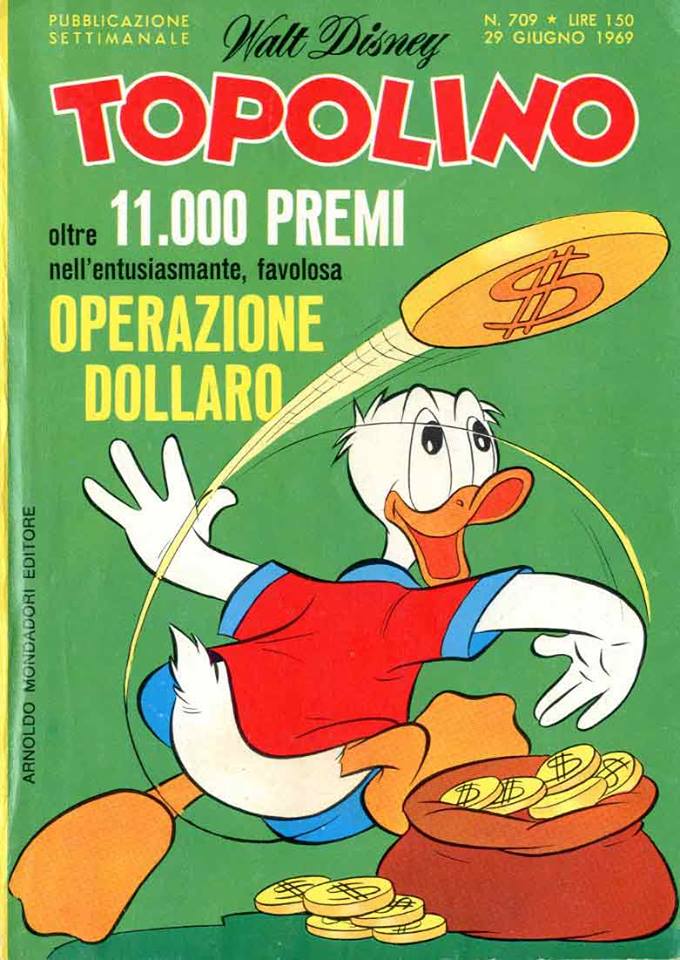 PUBBLICAZIONE
SETTIMANALE
Walt Disney
N. 709 ★ LIRE 150
29 GIUGNO 1969
TOPOLINO
oltre 11.000 PREMI
nell'entusiasmante, favolosa
OPERAZIONE
DOLLARO
ARNOLDO MONDADORI EDITORE
$
$
$
$
$
$
$
$
$